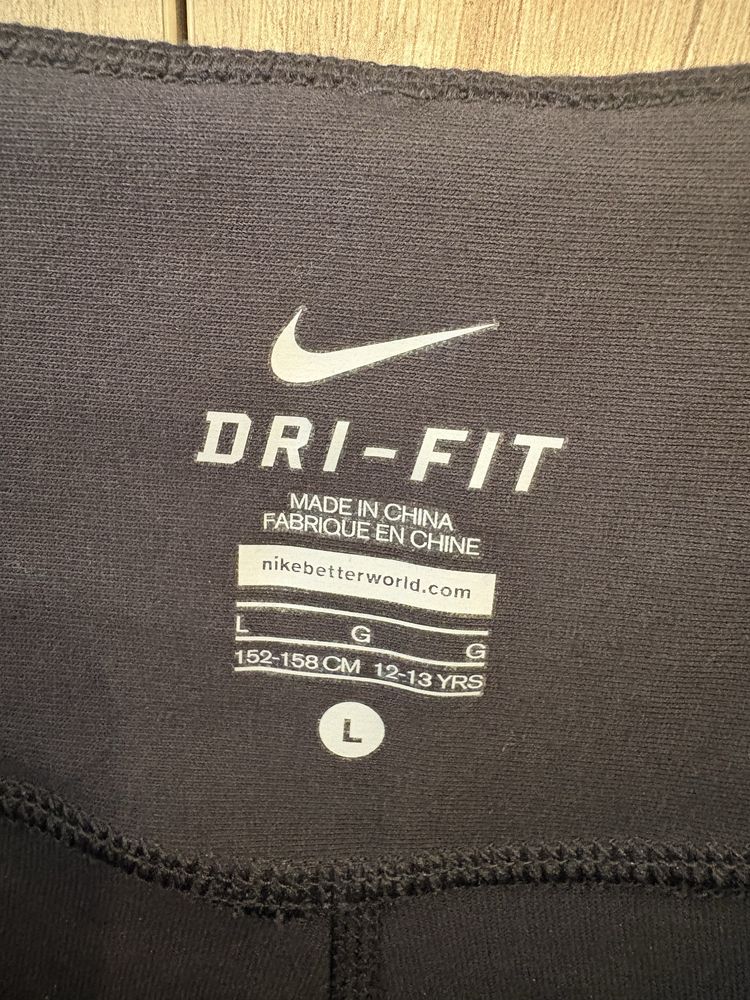 DRI-FIT
MADE IN CHINA
FABRIQUE EN CHINE
nikebetterworld.com
L G G
152-158 CM 12-13 YRS
L